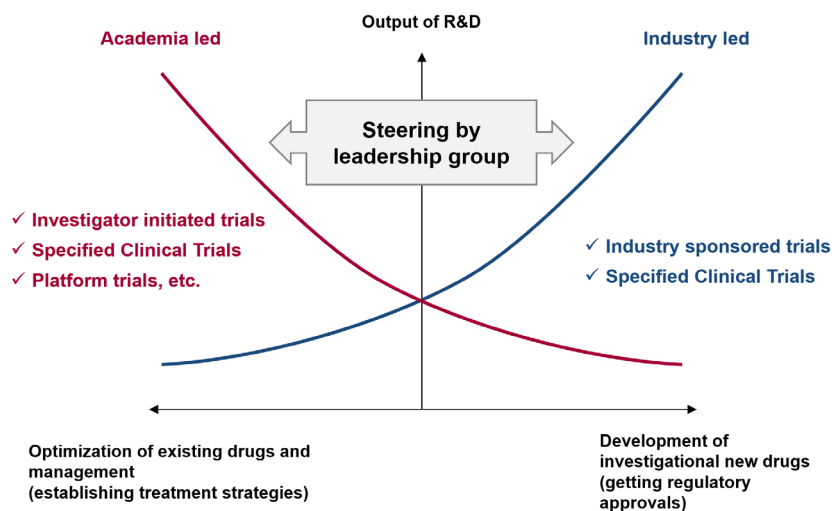 Output of R&D
Academia led
Industry led
Steering by
leadership group
✓ Investigator initiated trials
✓ Specified Clinical Trials
✓ Platform trials, etc.
✓ Industry sponsored trials
✓ Specified Clinical Trials
Optimization of existing drugs and
management
(establishing treatment strategies)
Development of
investigational new drugs
(getting regulatory
approvals)